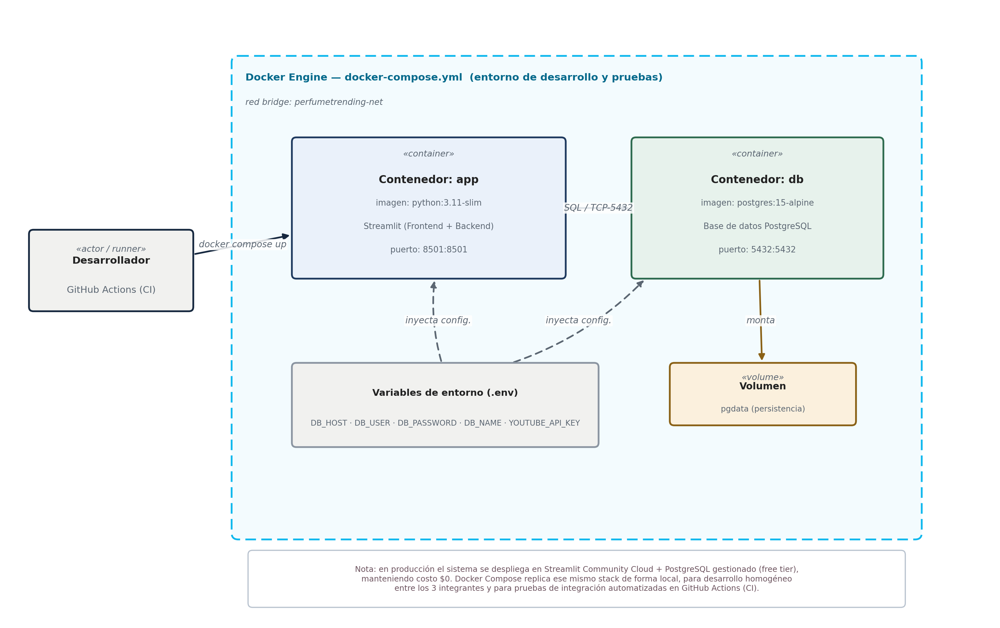 Docker Engine — docker-compose.yml  (entorno de desarrollo y pruebas)
red bridge: perfumetrending-net
«container»
Contenedor: app
imagen: python:3.11-slim
Streamlit (Frontend + Backend)
puerto: 8501:8501
SQL / TCP-5432
«container»
Contenedor: db
imagen: postgres:15-alpine
Base de datos PostgreSQL
puerto: 5432:5432
«actor / runner»
Desarrollador
GitHub Actions (CI)
docker compose up
inyecta config.
inyecta config.
monta
Variables de entorno (.env)
DB_HOST · DB_USER · DB_PASSWORD · DB_NAME · YOUTUBE_API_KEY
«volume»
Volumen
pgdata (persistencia)
Nota: en producción el sistema se despliega en Streamlit Community Cloud + PostgreSQL gestionado (free tier),
manteniendo costo $0. Docker Compose replica ese mismo stack de forma local, para desarrollo homogéneo
entre los 3 integrantes y para pruebas de integración automatizadas en GitHub Actions (CI).